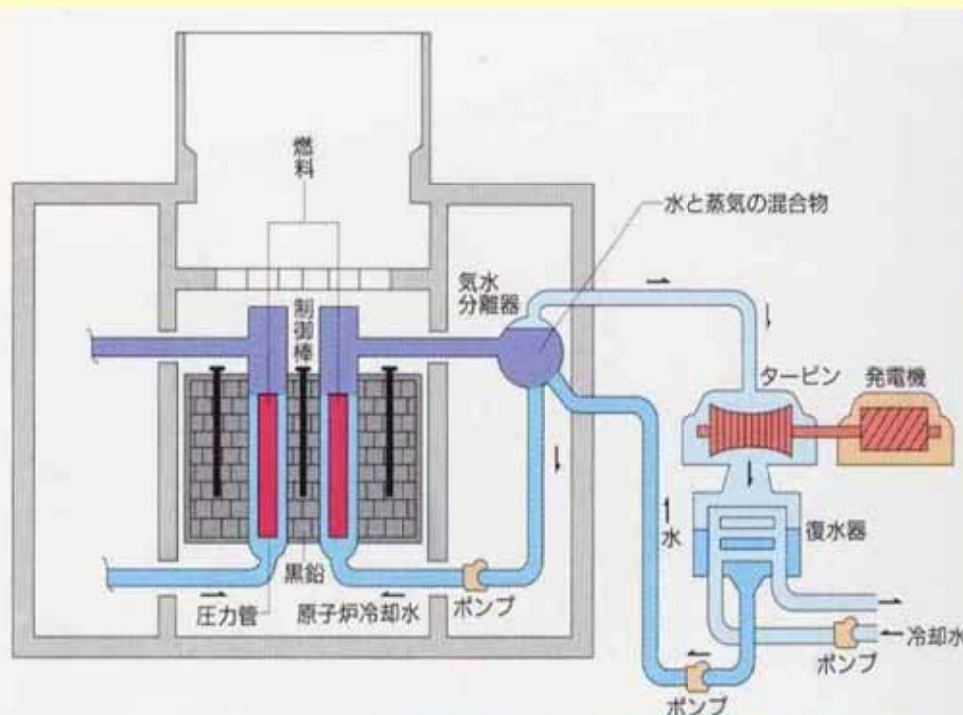 燃料
水と蒸気の混合物
気水
分離器
制御棒
タービン
発電機
復水器
水
黒鉛
圧力管
原子炉冷却水
ポンプ
冷却水
ポンプ
ポンプ